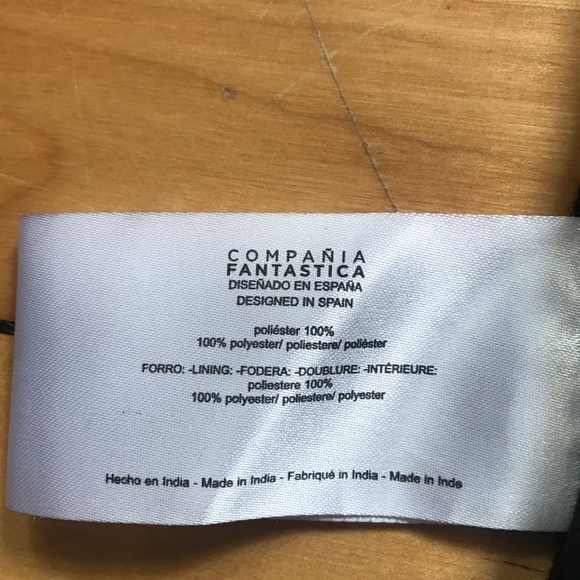 COMPAÑIA
FANTASTICA
DISEÑADO EN ESPAÑA
DESIGNED IN SPAIN
poliéster 100%
100% polyester/ poliestere/ poliéster
FORRO: -LINING: -FODERA: -DOUBLURE: -INTÉRIEURE:
poliestere 100%
100% polyester/ poliestere/ polyester
Hecho en India - Made in India - Fabriqué in India - Made in Inde